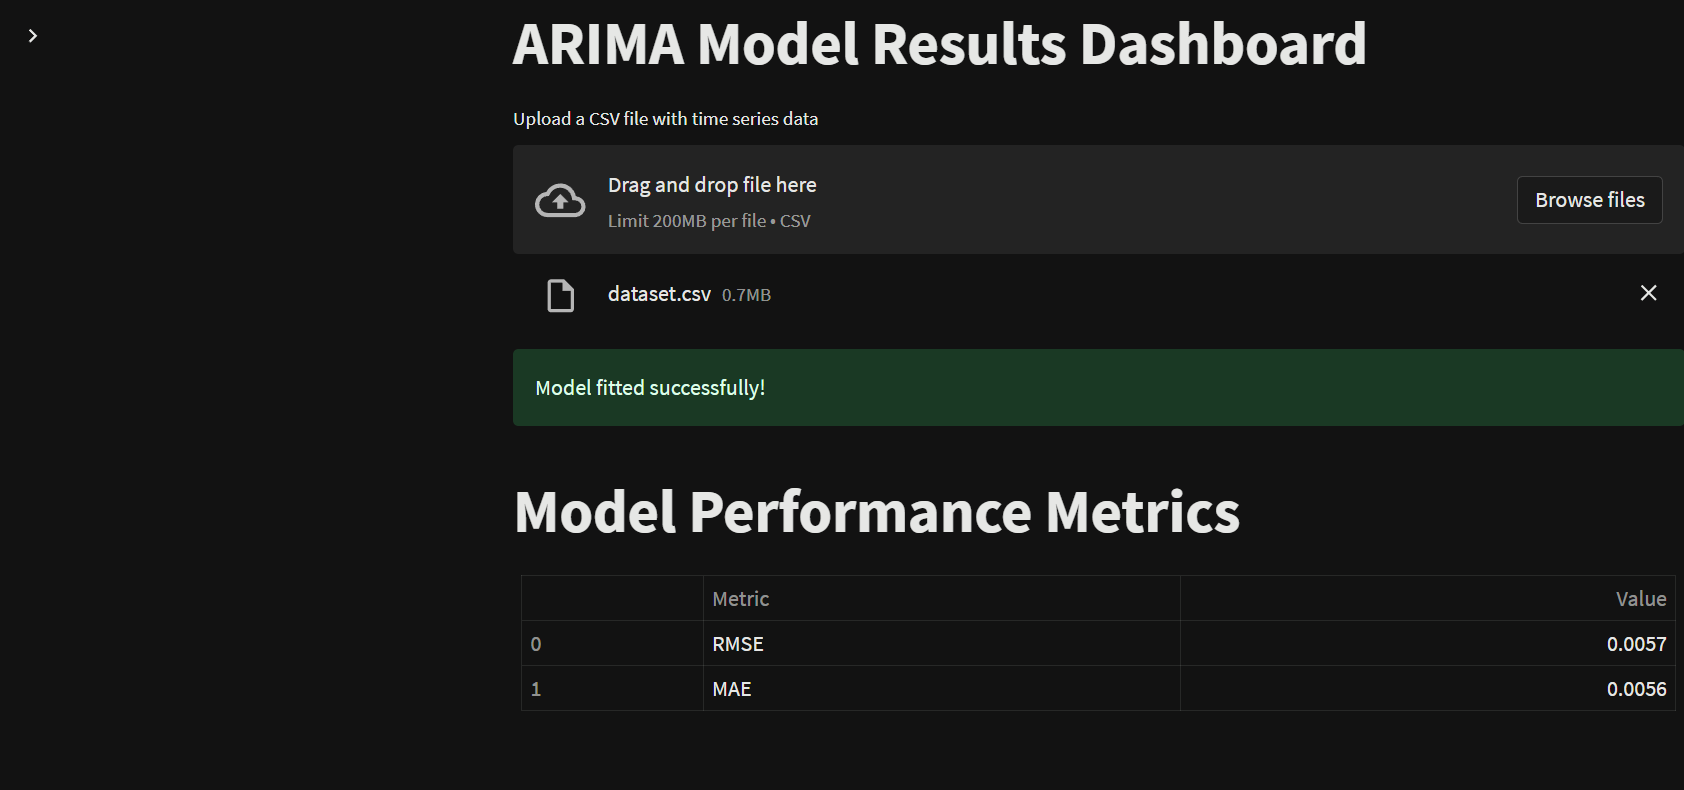 ARIMA Model Results Dashboard
Upload a CSV file with time series data
Drag and drop file here
Limit 200MB per file • CSV
Browse files
dataset.csv 0.7MB
Model fitted successfully!
Model Performance Metrics
Metric Value
0 RMSE 0.0057
1 MAE 0.0056